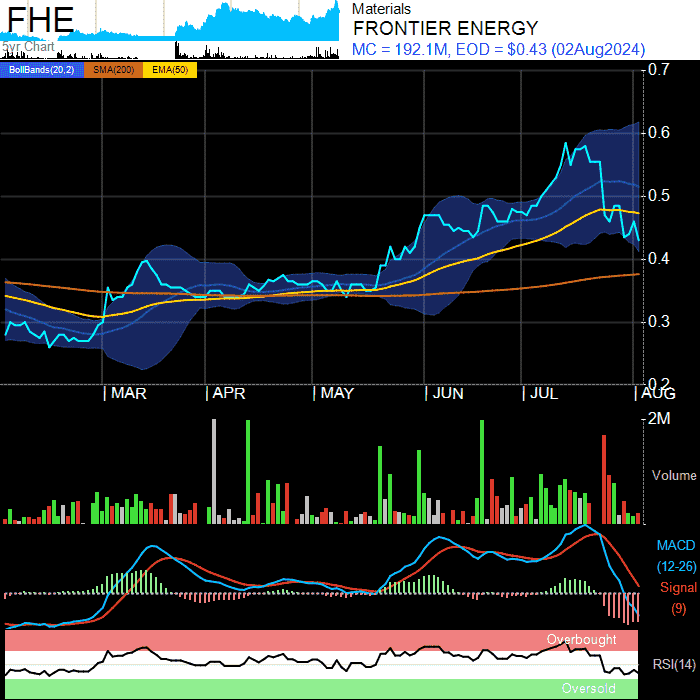 FHE
5yr Chart
Materials
FRONTIER ENERGY
MC = 192.1M, EOD = $0.43 (02Aug2024)
BollBands(20,2) SMA(200) EMA(50)
0.7
0.6
0.5
0.4
0.3
0.2
MAR APR MAY JUN JUL AUG
2M
Volume
MACD
(12-26)
Signal
(9)
Overbought
RSI(14)
Oversold